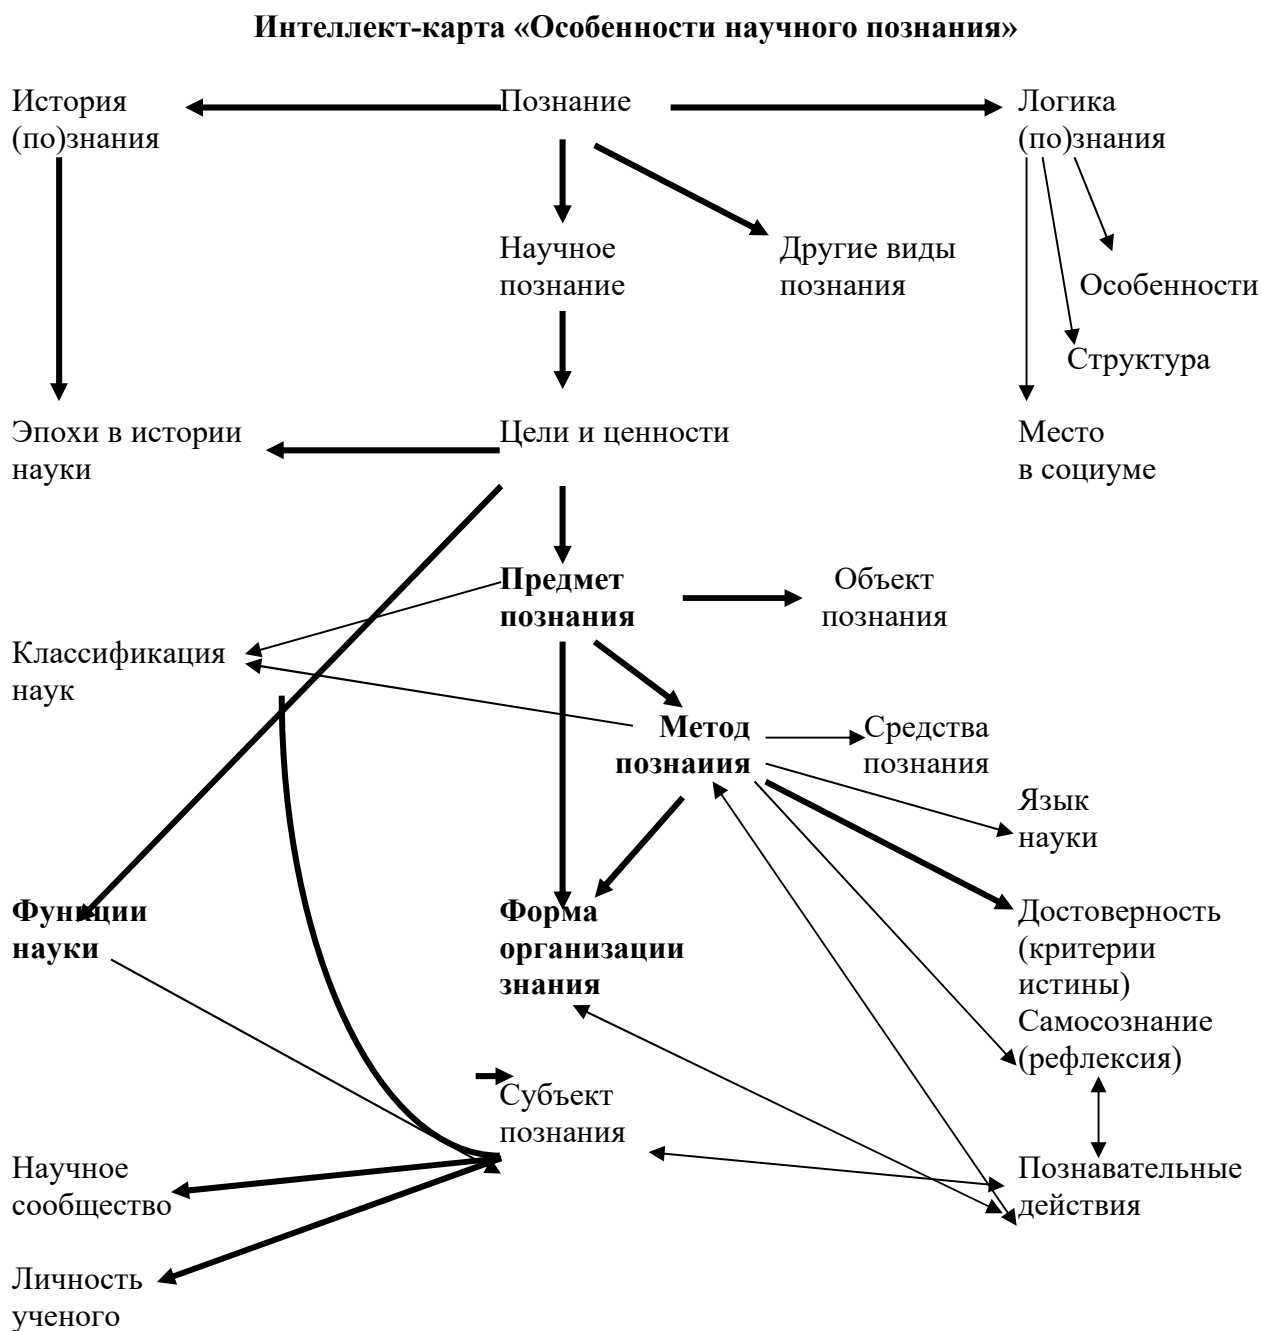 Интеллект-карта «Особенности научного познания»
История
(по)знания
Познание
Логика
(по)знания
Научное
познание
Другие виды
познания
Особенности
Структура
Эпохи в истории
науки
Цели и ценности
Место
в социуме
Предмет
познания
Объект
познания
Классификация
наук
Метод
познаиия
Средства
познания
Язык
науки
Функции
науки
Форма
организации
знания
Достоверность
(критерии
истины)
Самосознание
(рефлексия)
Субъект
познания
Научное
сообщество
Познавательные
действия
Личность
ученого